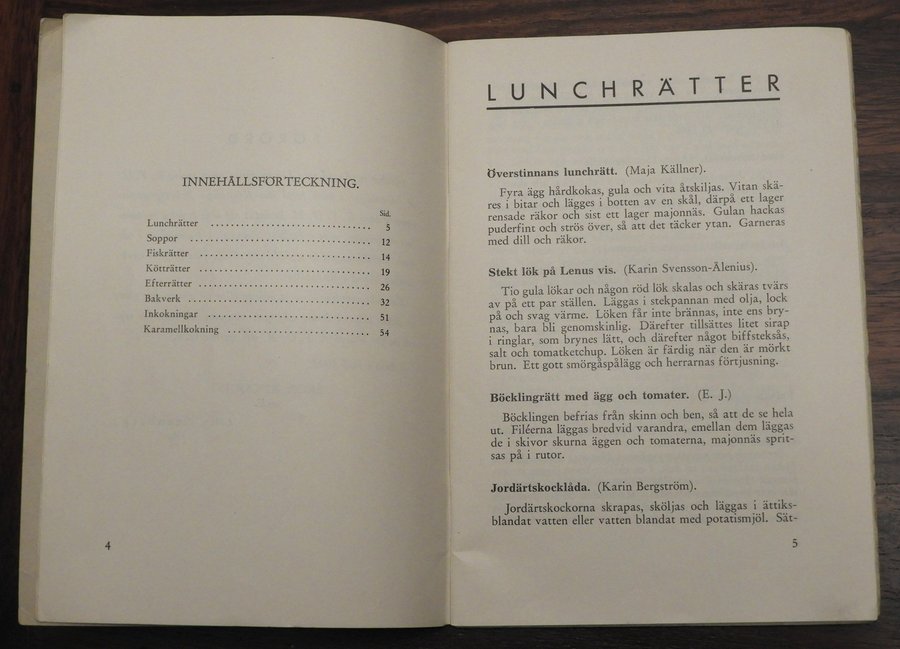 INNEHÅLLSFÖRTECKNING.
Sid.
Lunchrätter 5
Soppor 12
Fiskrätter 14
Kötträtter 19
Efterrätter 26
Bakverk 32
Inkokningar 51
Karamellkokning 54
4
LUNCHRÄTTER
Överstinnans lunchrätt. (Maja Källner).
Fyra ägg hårdkokas, gula och vita åtskiljas. Vitan skä-
res i bitar och lägges i botten av en skål, därpå ett lager
rensade räkor och sist ett lager majonnäs. Gulan hackas
puderfint och strös över, så att det täcker ytan. Garneras
med dill och räkor.
Stekt lök på Lenus vis. (Karin Svensson-Ålenius).
Tio gula lökar och någon röd lök skalas och skäras tvärs
av på ett par ställen. Läggas i stekpannan med olja, lock
på och svag värme. Löken får inte brännas, inte ens bry-
nas, bara bli genomskinlig. Därefter tillsättes litet sirap
i ringlar, som brynes lätt, och därefter något biffsteksås,
salt och tomatketchup. Löken är färdig när den är mörkt
brun. Ett gott smörgåspålägg och herrarnas förtjusning.
Böcklingrätt med ägg och tomater. (E. J.)
Böcklingen befrias från skinn och ben, så att de se hela
ut. Filéerna läggas bredvid varandra, emellan dem läggas
de i skivor skurna äggen och tomaterna, majonnäs sprit-
sas på i rutor.
Jordärtskocklåda. (Karin Bergström).
Jordärtskockorna skrapas, sköljas och läggas i ättiks-
blandat vatten eller vatten blandat med potatismjöl. Sät-
5